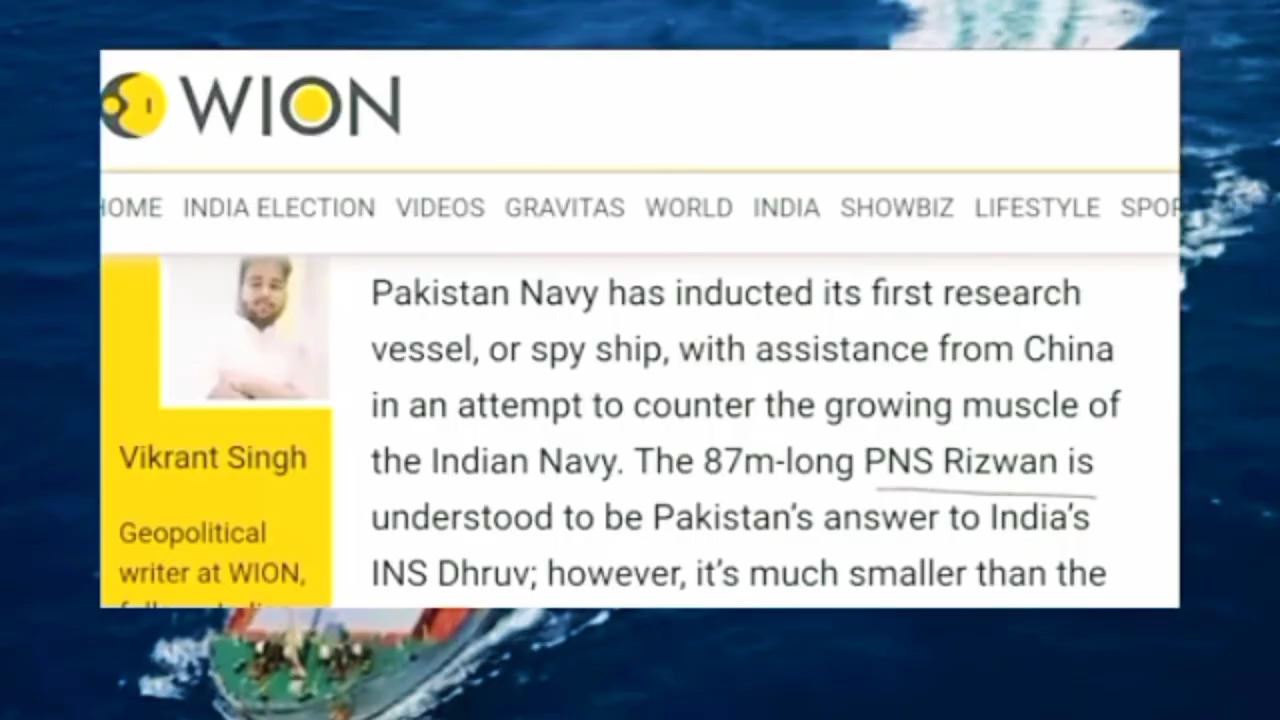 WION
HOME INDIA ELECTION VIDEOS GRAVITAS WORLD INDIA SHOWBIZ LIFESTYLE SPOR
Vikrant Singh
Geopolitical
writer at WION,
Pakistan Navy has inducted its first research
vessel, or spy ship, with assistance from China
in an attempt to counter the growing muscle of
the Indian Navy. The 87m-long PNS Rizwan is
understood to be Pakistan's answer to India's
INS Dhruv; however, it's much smaller than the